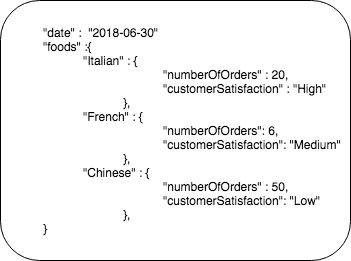 "date" :  "2018-06-30"
"foods" :{
"Italian" : {
"numberOfOrders" : 20,
"customerSatisfaction" : "High"
},
"French" : {
"numberOfOrders": 6,
"customerSatisfaction": "Medium"
},
"Chinese" : {
"numberOfOrders" : 50,
"customerSatisfaction": "Low"
},
}